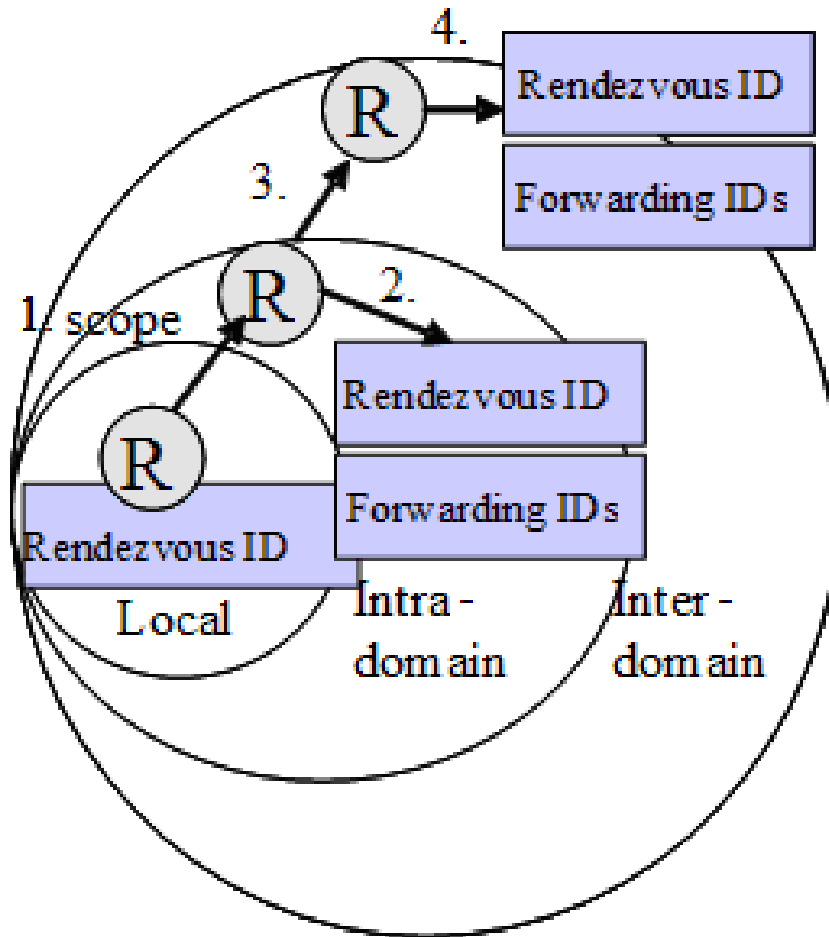 4.
Rendezvous ID
R
Forwarding IDs
3.
R
2.
1. scope
Rendezvous ID
R
Forwarding IDs
Rendezvous ID
Local
Intra-
domain
Inter-
domain